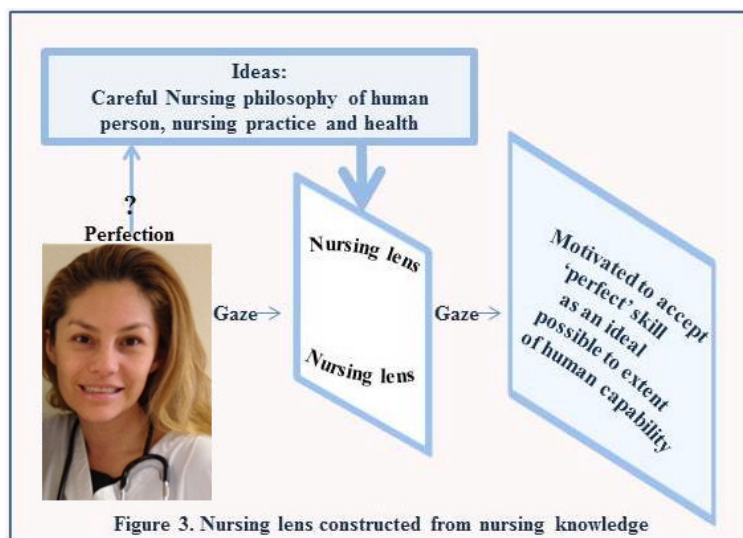 Ideas:
Careful Nursing philosophy of human
person, nursing practice and health
?
Perfection
Gaze
Nursing lens
Nursing lens
Gaze
Motivated to accept
‘perfect’ skill
as an ideal
possible to extent
of human capability
Figure 3. Nursing lens constructed from nursing knowledge